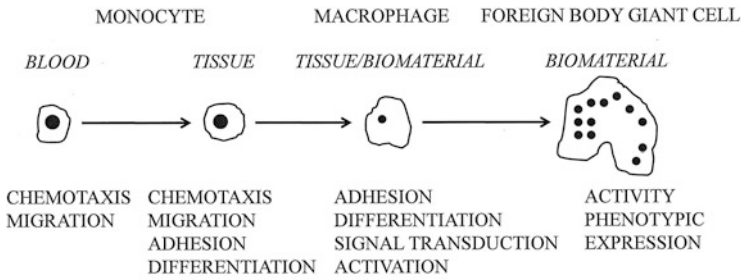 MONOCYTE MACROPHAGE FOREIGN BODY GIANT CELL
BLOOD TISSUE TISSUE/BIOMATERIAL BIOMATERIAL
CHEMOTAXIS CHEMOTAXIS ADHESION ACTIVITY
MIGRATION MIGRATION DIFFERENTIATION PHENOTYPIC
ADHESION SIGNAL TRANSDUCTION EXPRESSION
DIFFERENTIATION ACTIVATION